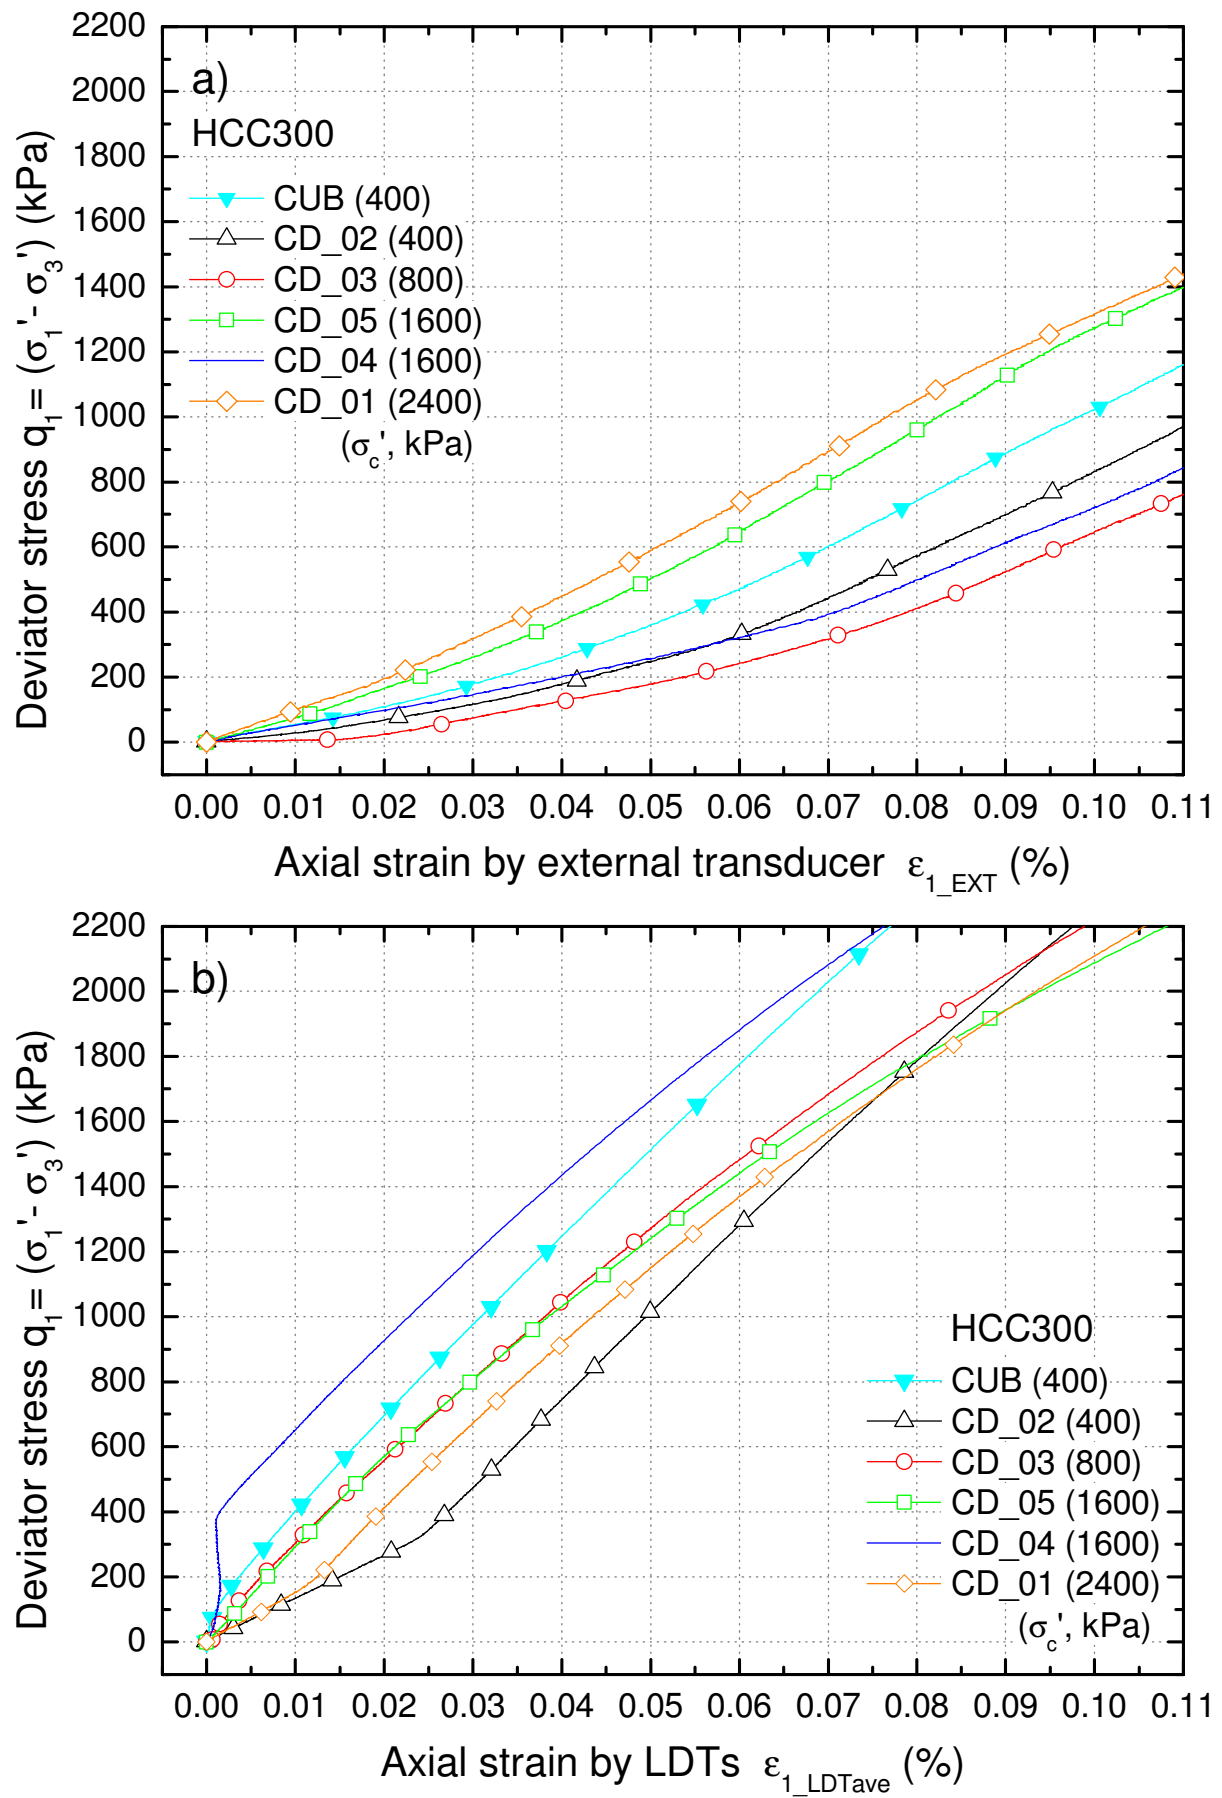 2200
2000
1800
1600
1400
1200
1000
800
600
400
200
0
Deviator stress q₁= (σ₁'- σ₃') (kPa)
a)
HCC300
CUB (400)
CD_02 (400)
CD_03 (800)
CD_05 (1600)
CD_04 (1600)
CD_01 (2400)
(σc', kPa)
0.00 0.01 0.02 0.03 0.04 0.05 0.06 0.07 0.08 0.09 0.10 0.11
Axial strain by external transducer ε1_EXT (%)
2200
2000
1800
1600
1400
1200
1000
800
600
400
200
0
Deviator stress q₁= (σ₁'- σ₃') (kPa)
b)
HCC300
CUB (400)
CD_02 (400)
CD_03 (800)
CD_05 (1600)
CD_04 (1600)
CD_01 (2400)
(σc', kPa)
0.00 0.01 0.02 0.03 0.04 0.05 0.06 0.07 0.08 0.09 0.10 0.11
Axial strain by LDTs ε1_LDTave (%)